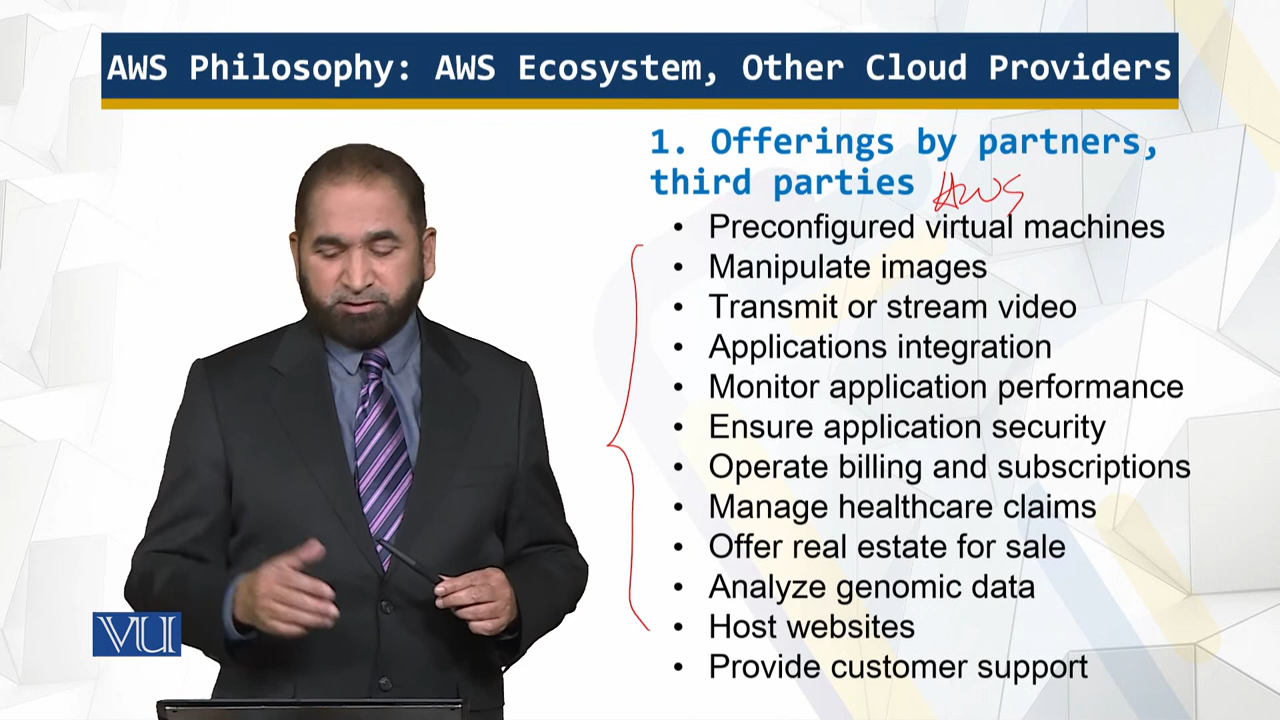 AWS Philosophy: AWS Ecosystem, Other Cloud Providers
1. Offerings by partners,
third parties AWS
• Preconfigured virtual machines
• Manipulate images
• Transmit or stream video
• Applications integration
• Monitor application performance
• Ensure application security
• Operate billing and subscriptions
• Manage healthcare claims
• Offer real estate for sale
• Analyze genomic data
• Host websites
• Provide customer support
VU